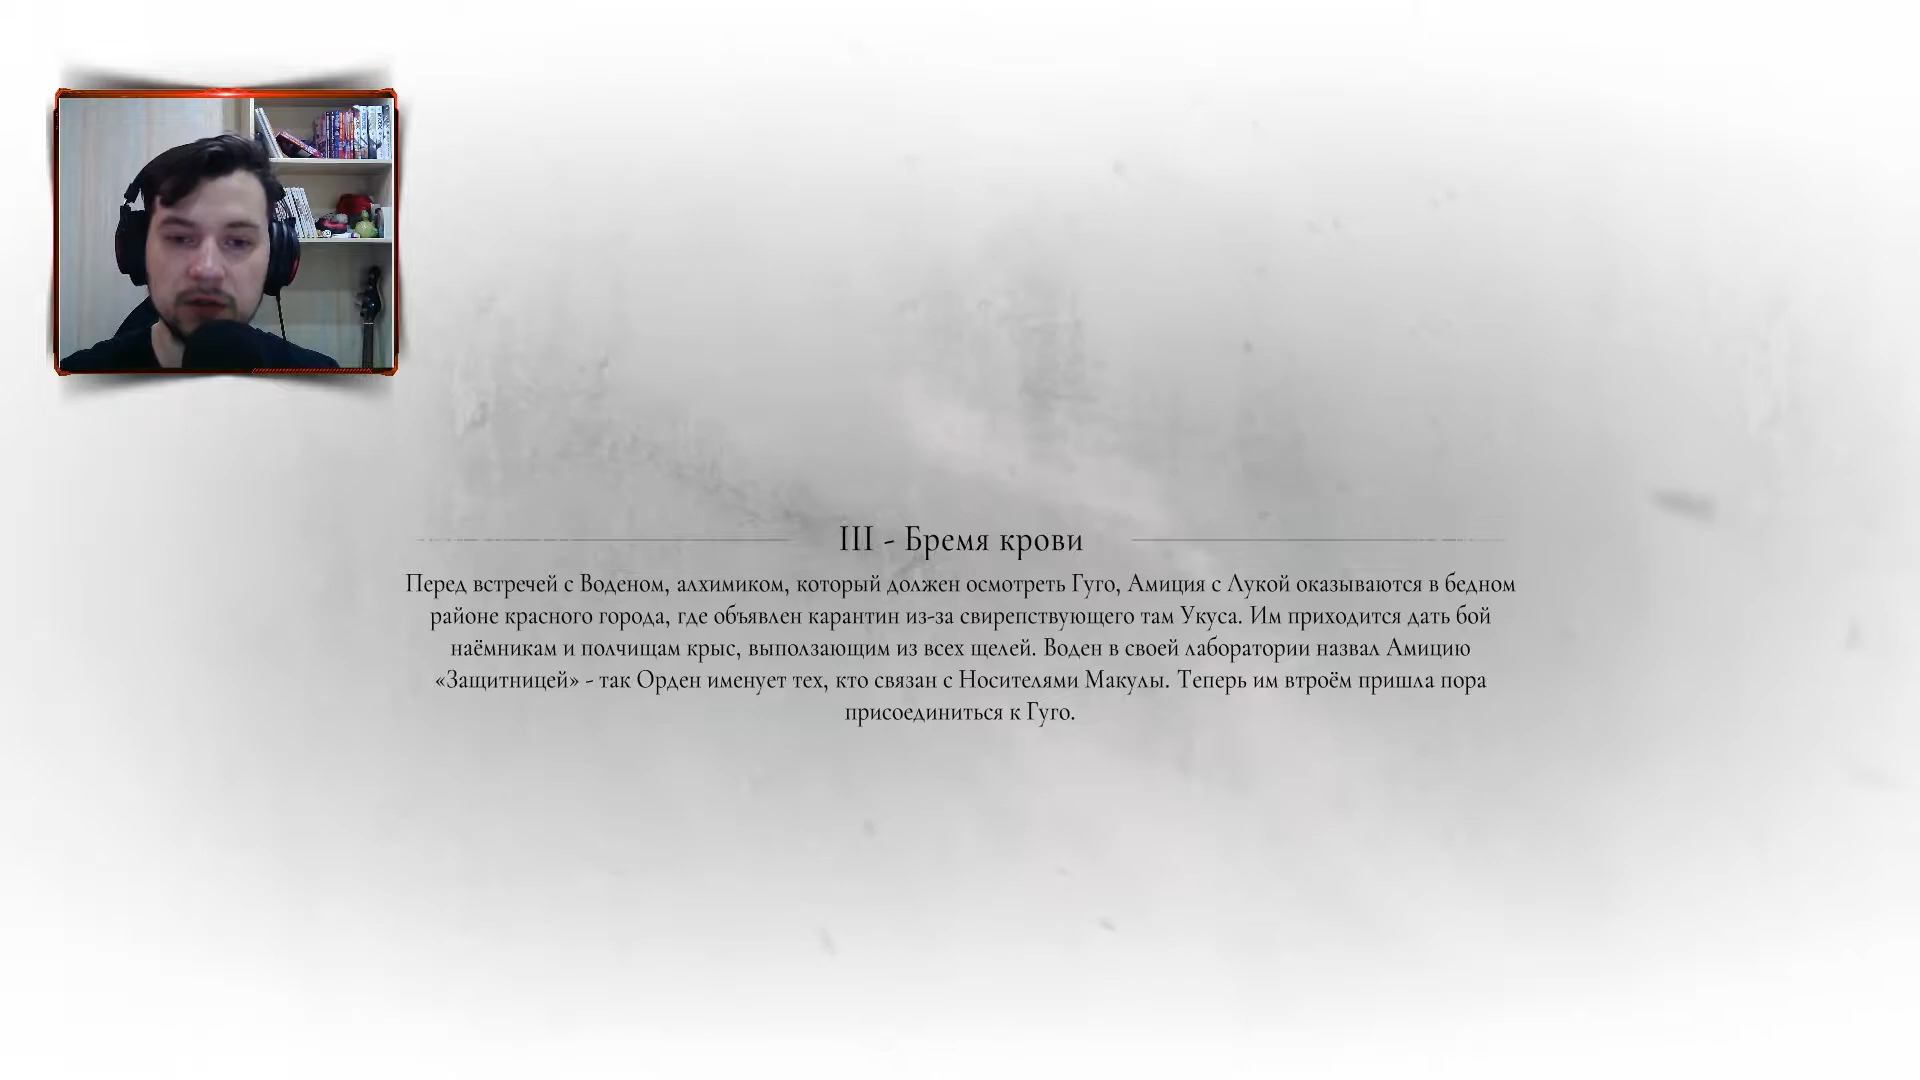 III - Бремя крови
Перед встречей с Воденом, алхимиком, который должен осмотреть Гуго, Амиция с Лукой оказываются в бедном
районе красного города, где объявлен карантин из-за свирепствующего там Укуса. Им приходится дать бой
наёмникам и полчищам крыс, выползающим из всех щелей. Воден в своей лаборатории назвал Амицию
«Защитницей» - так Орден именует тех, кто связан с Носителями Макулы. Теперь им втроём пришла пора
присоединиться к Гуго.